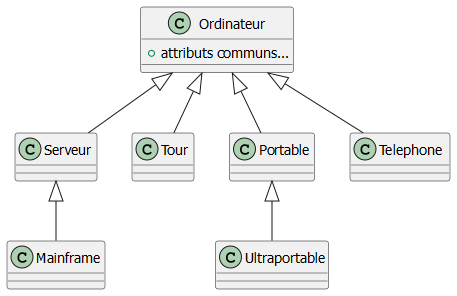 C Ordinateur
attributs communs...
C Serveur
C Tour
C Portable
C Telephone
C Mainframe
C Ultraportable